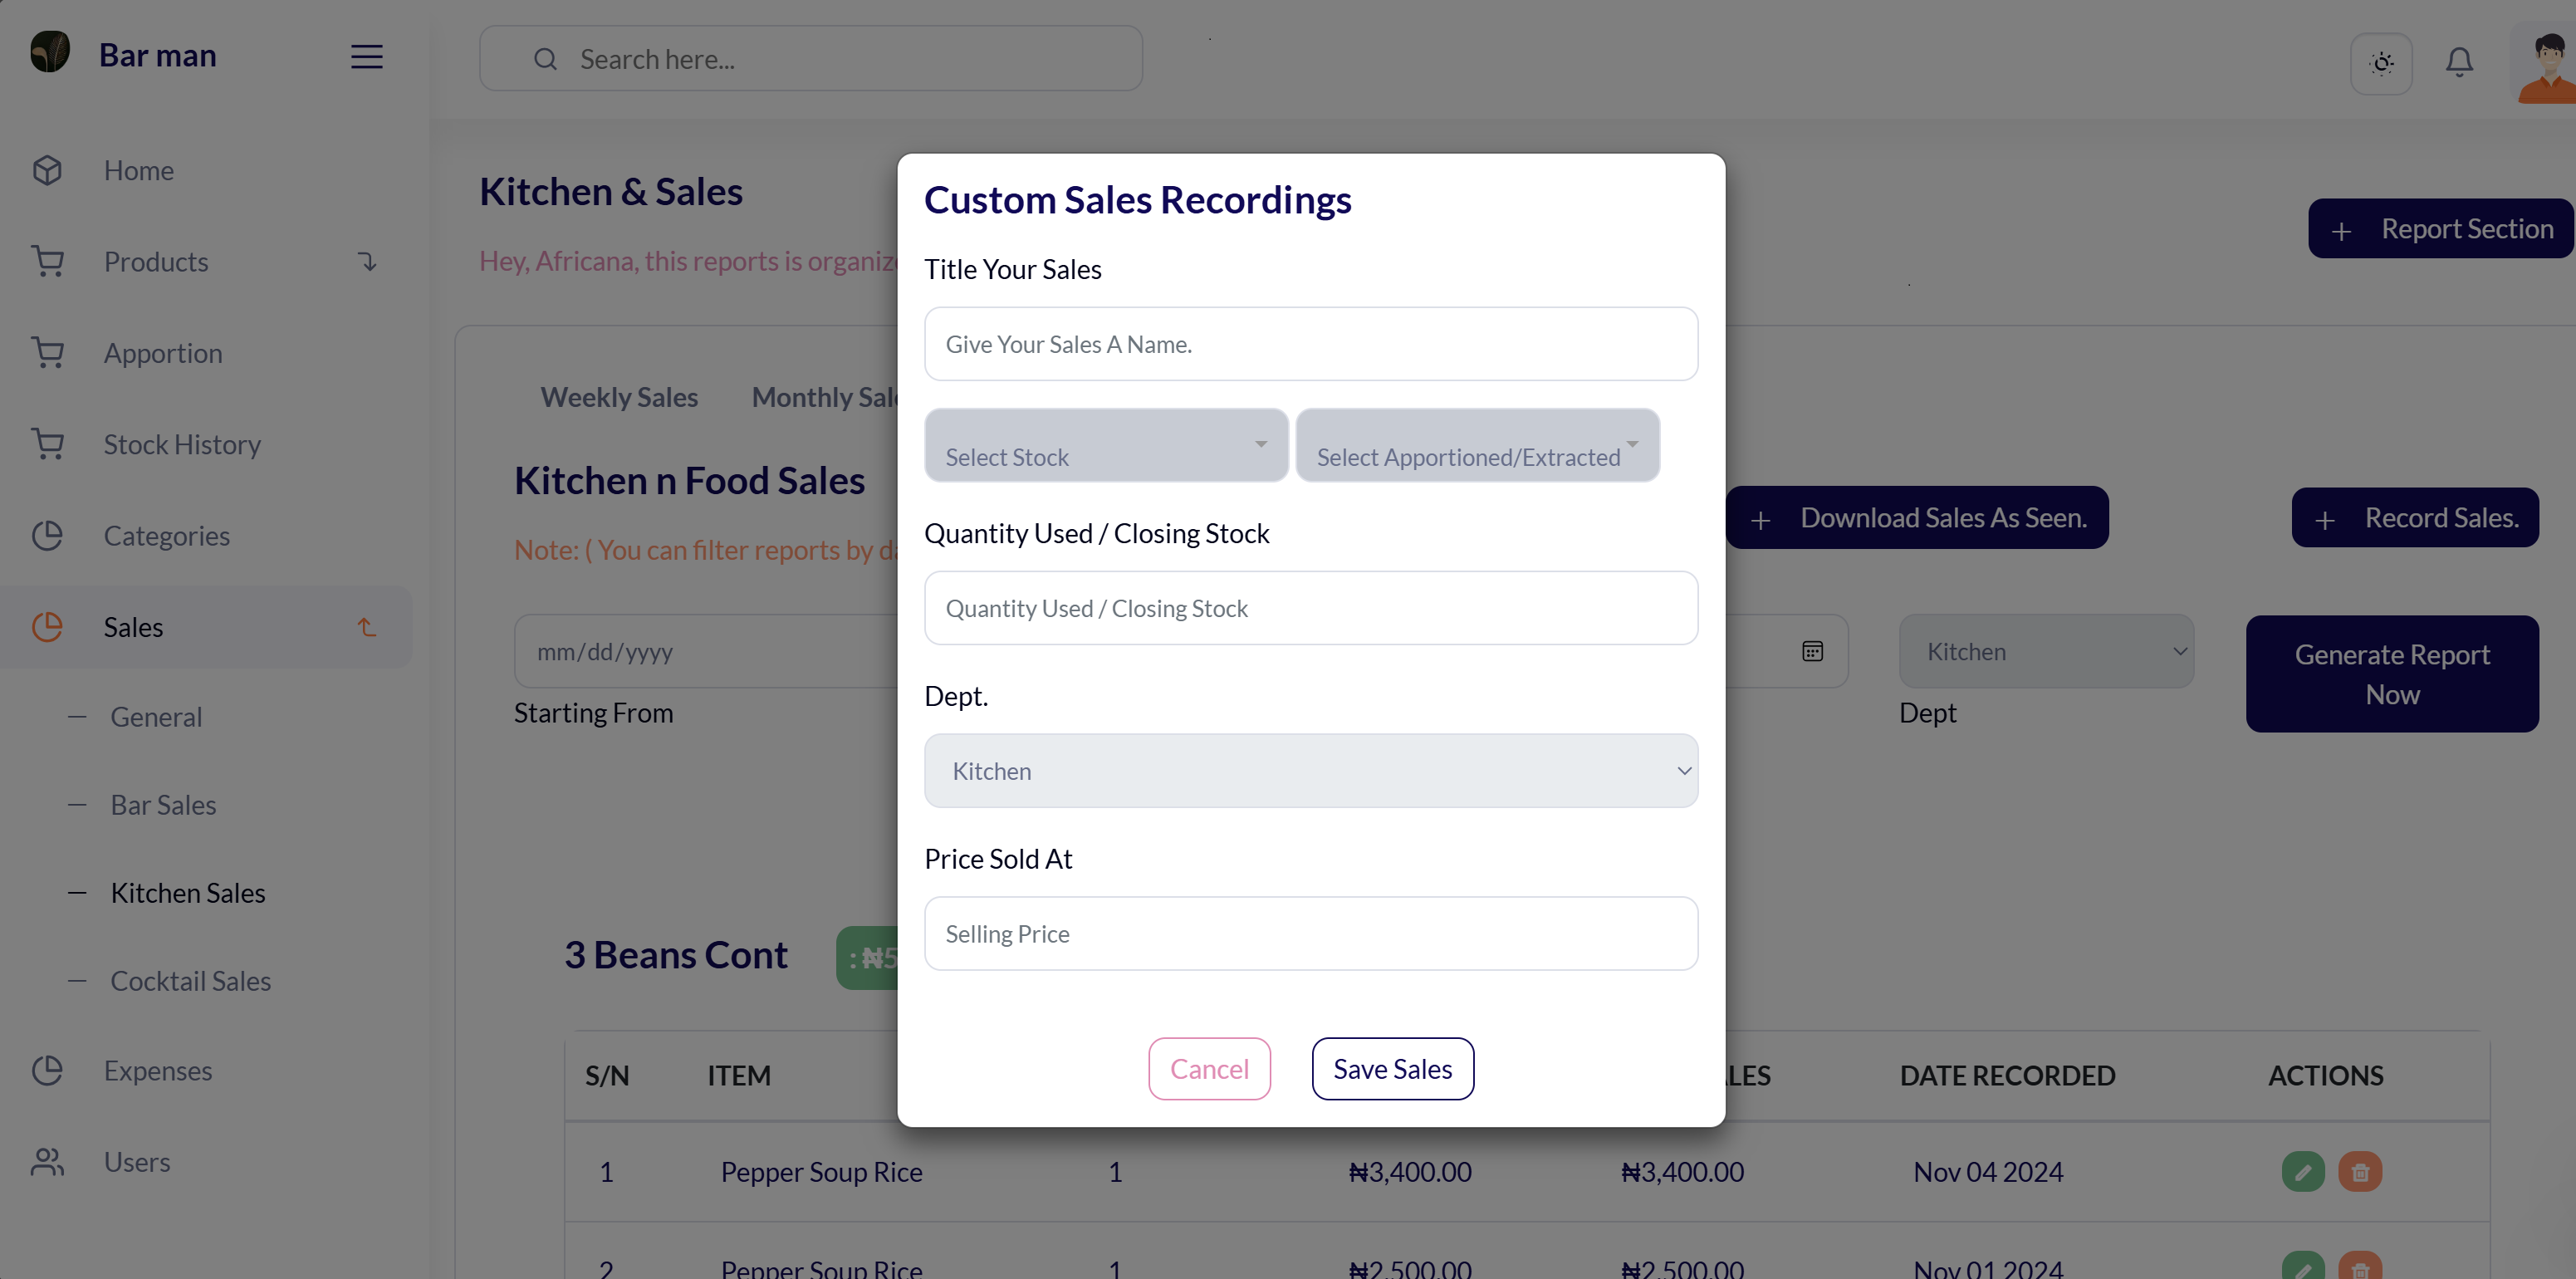 Bar man
Search here...
Home
Products
Apportion
Stock History
Categories
Sales
General
Bar Sales
Kitchen Sales
Cocktail Sales
Expenses
Users
Kitchen & Sales
Hey, Africana, this reports is organiz
Report Section
Weekly Sales
Monthly Sal
Kitchen n Food Sales
Note: ( You can filter reports by d
Download Sales As Seen.
Record Sales.
mm/dd/yyyy
Starting From
Kitchen
Dept
Generate Report
Now
3 Beans Cont
: ₦5
S/N ITEM LES DATE RECORDED ACTIONS
1 Pepper Soup Rice 1 ₦3,400.00 ₦3,400.00 Nov 04 2024
2 Pepper Soup Rice 1 ₦2,500.00 ₦2,500.00 Nov 01 2024
Custom Sales Recordings
Title Your Sales
Give Your Sales A Name.
Select Stock
Select Apportioned/Extracted
Quantity Used / Closing Stock
Quantity Used / Closing Stock
Dept.
Kitchen
Price Sold At
Selling Price
Cancel
Save Sales